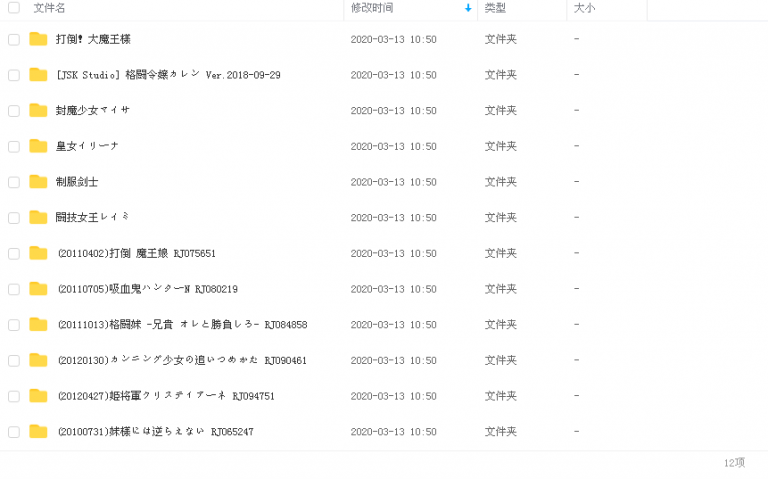 文件名 修改时间 类型 大小
打倒! 大魔王様 2020-03-13 10:50 文件夹 -
[JSK Studio] 格闘令嬢カレン Ver.2018-09-29 2020-03-13 10:50 文件夹 -
封魔少女マイサ 2020-03-13 10:50 文件夹 -
皇女イリーナ 2020-03-13 10:50 文件夹 -
制服剑士 2020-03-13 10:50 文件夹 -
闘技女王レイミ 2020-03-13 10:50 文件夹 -
(20110402)打倒 魔王娘 RJ075651 2020-03-13 10:50 文件夹 -
(20110705)吸血鬼ハンターN RJ080219 2020-03-13 10:50 文件夹 -
(20111013)格闘妹 -兄貴 オレと勝負しろ- RJ084858 2020-03-13 10:50 文件夹 -
(20120130)カンニング少女の追いつめかた RJ090461 2020-03-13 10:50 文件夹 -
(20120427)姫将軍クリスティアーネ RJ094751 2020-03-13 10:50 文件夹 -
(20100731)妹様には逆らえない RJ065247 2020-03-13 10:50 文件夹 -
12项